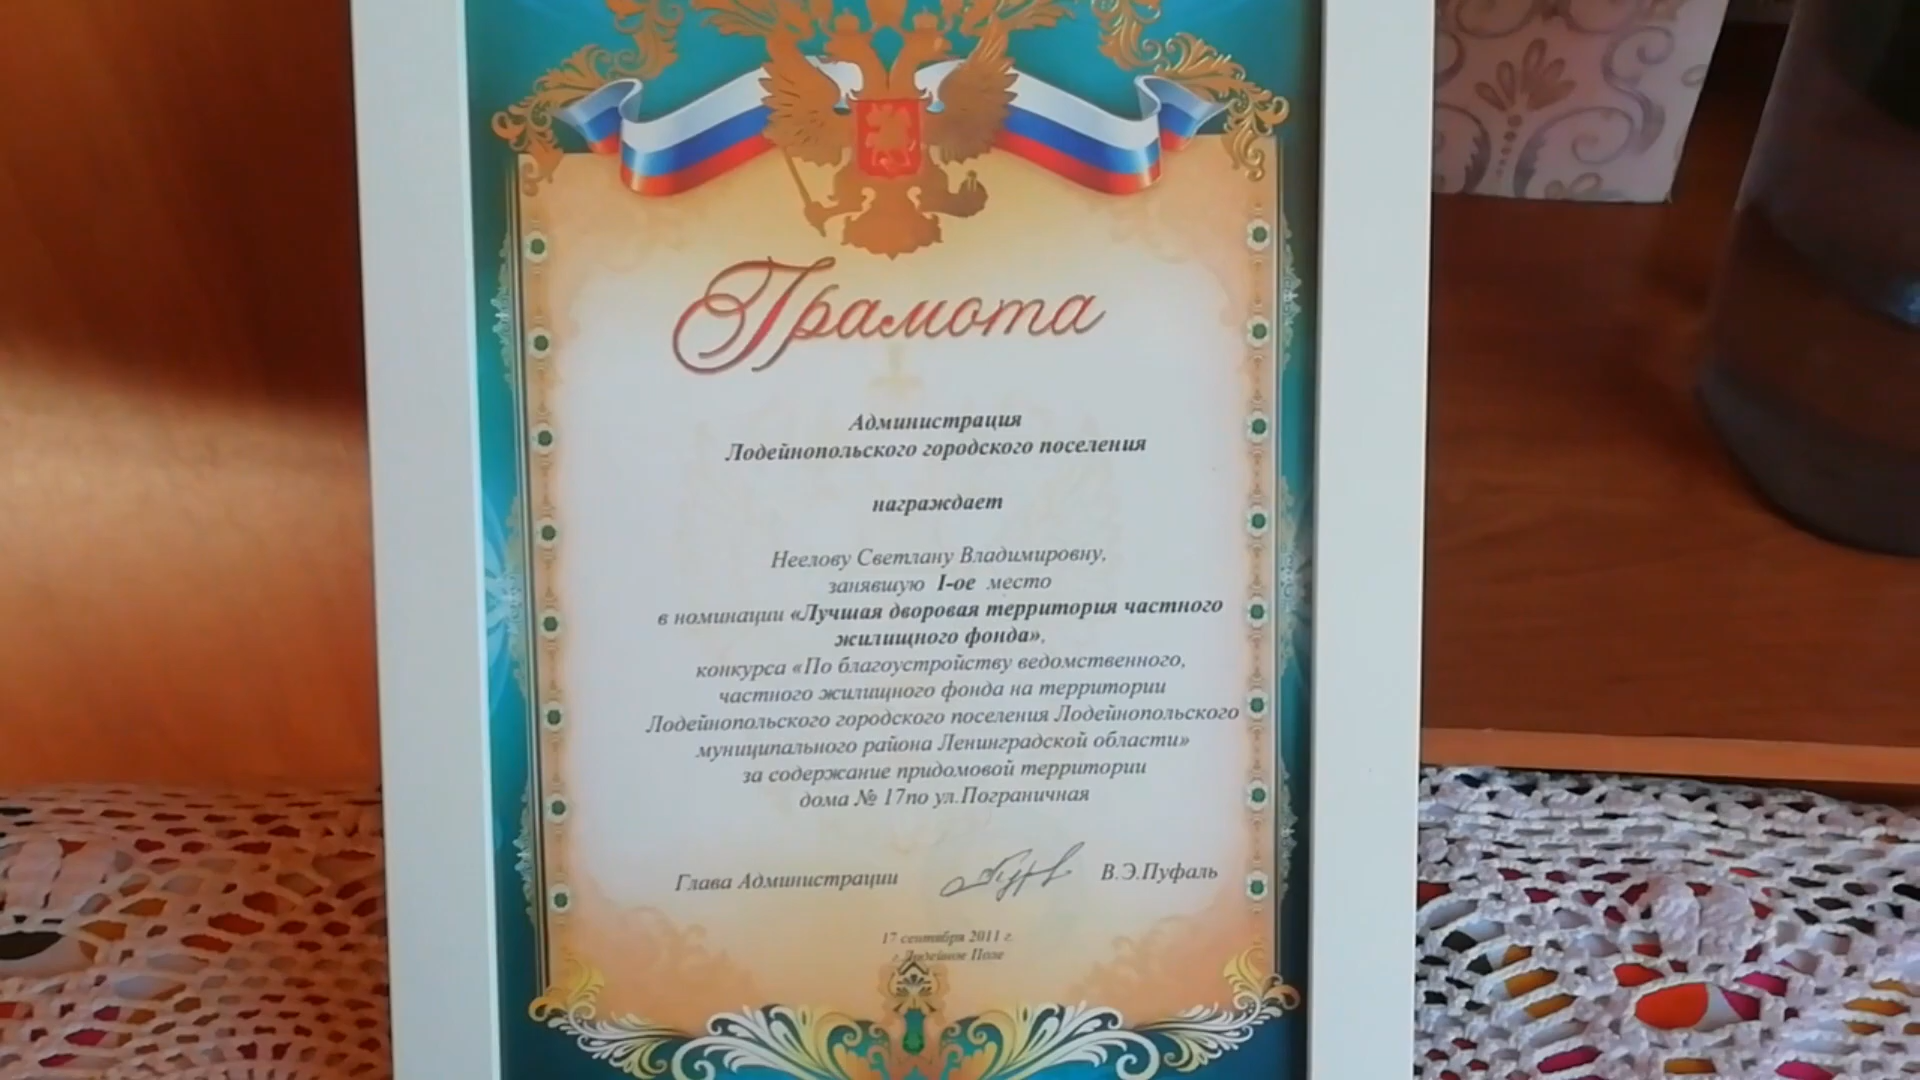 Грамота
Администрация
Лодейнопольского городского поселения
награждает
Неелову Светлану Владимировну,
занявшую I-ое место
в номинации «Лучшая дворовая территория частного
жилищного фонда»,
конкурса «По благоустройству ведомственного,
частного жилищного фонда на территории
Лодейнопольского городского поселения Лодейнопольского
муниципального района Ленинградской области»
за содержание придомовой территории
дома № 17по ул.Пограничная
Глава Администрации В.Э.Пуфаль
17 сентября 2011 г.
г. Лодейное Поле